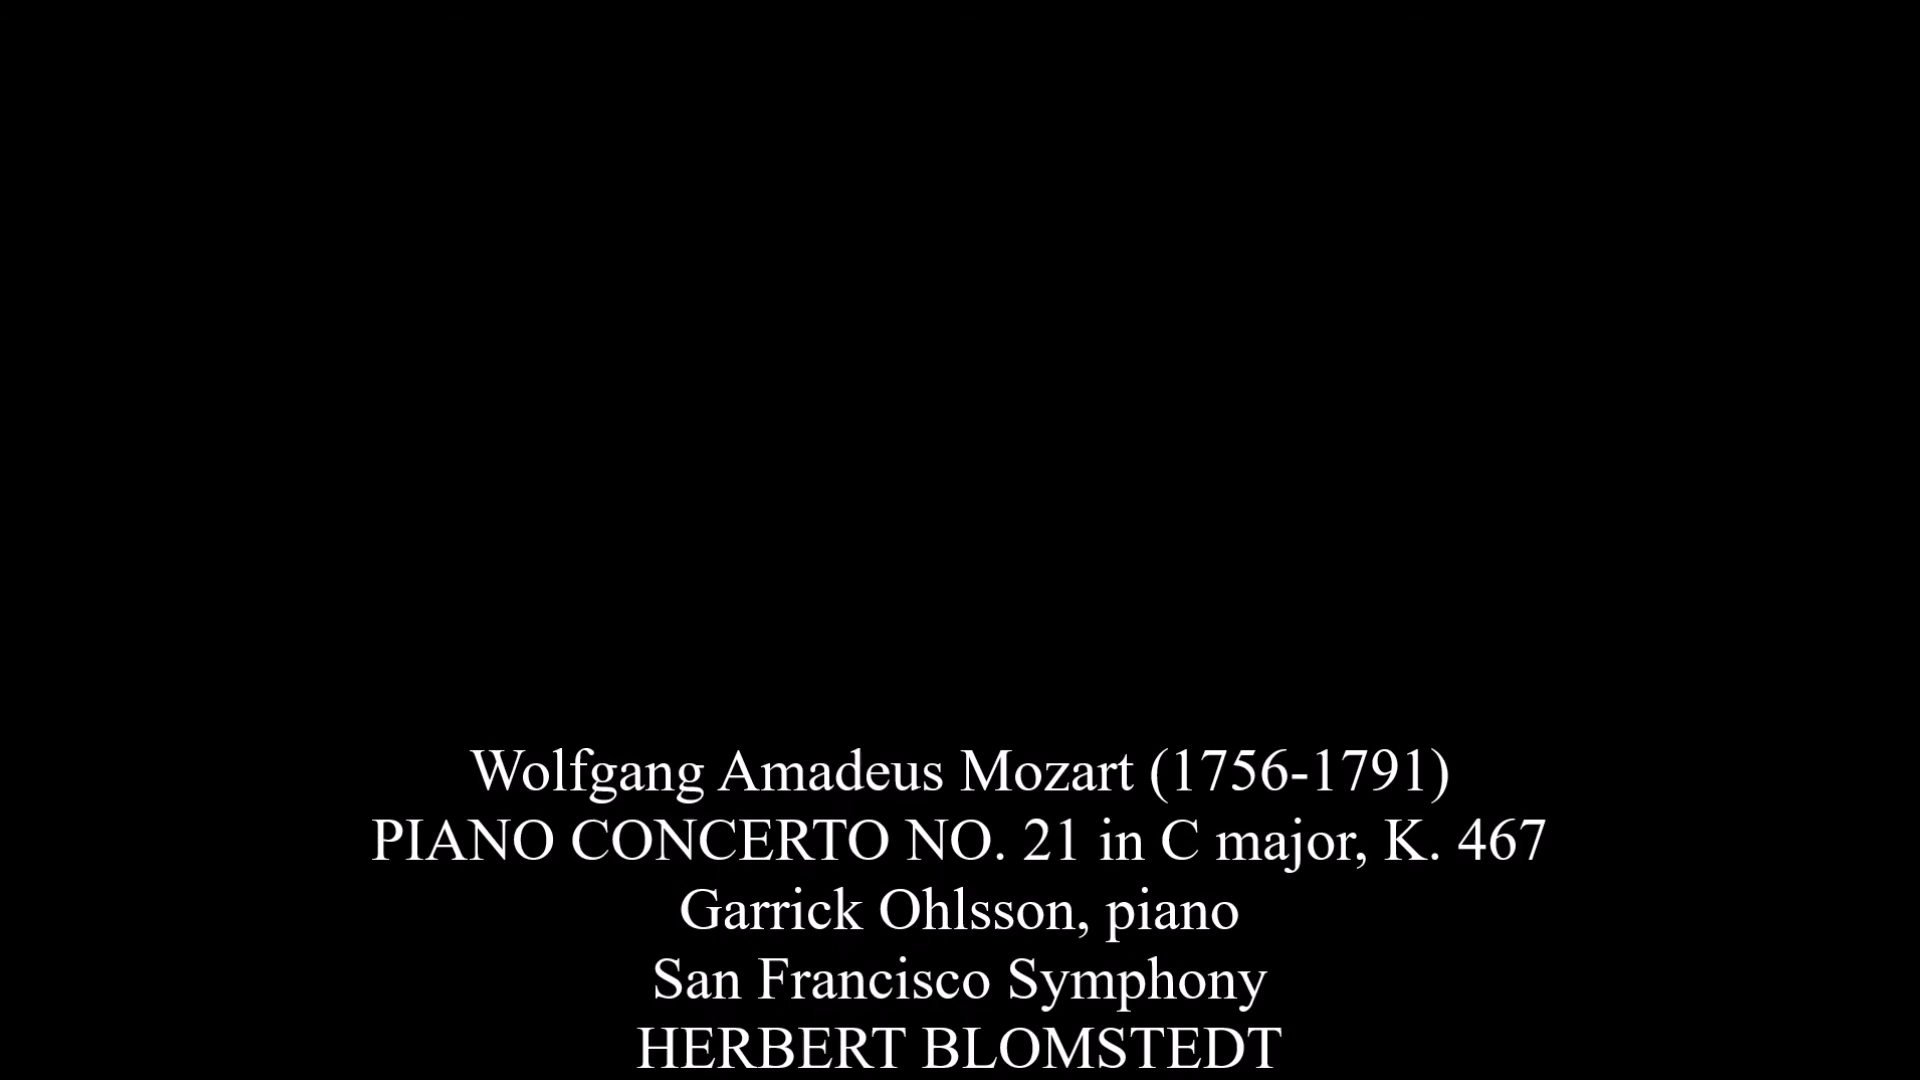 Wolfgang Amadeus Mozart (1756-1791)
PIANO CONCERTO NO. 21 in C major, K. 467
Garrick Ohlsson, piano
San Francisco Symphony
HERBERT BLOMSTEDT